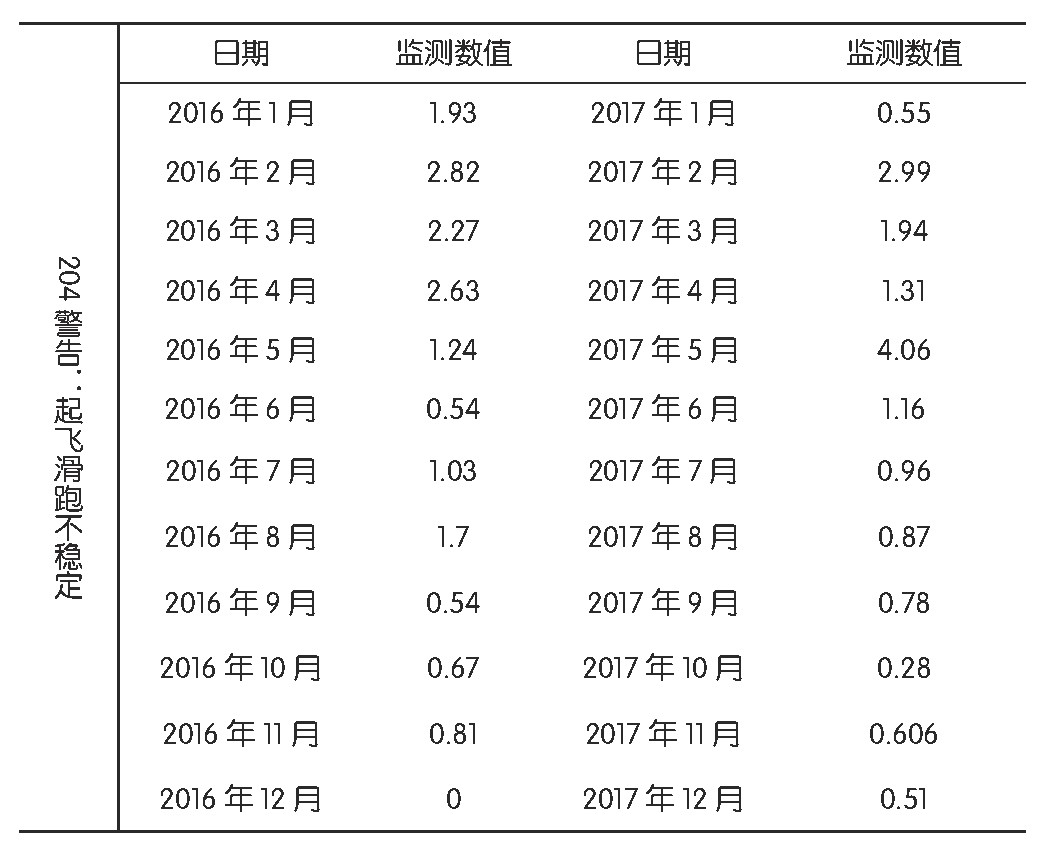 204 警告：起飞滑跑不稳定
日期 监测数值 日期 监测数值
2016 年 1 月 1.93 2017 年 1 月 0.55
2016 年 2 月 2.82 2017 年 2 月 2.99
2016 年 3 月 2.27 2017 年 3 月 1.94
2016 年 4 月 2.63 2017 年 4 月 1.31
2016 年 5 月 1.24 2017 年 5 月 4.06
2016 年 6 月 0.54 2017 年 6 月 1.16
2016 年 7 月 1.03 2017 年 7 月 0.96
2016 年 8 月 1.7 2017 年 8 月 0.87
2016 年 9 月 0.54 2017 年 9 月 0.78
2016 年 10 月 0.67 2017 年 10 月 0.28
2016 年 11 月 0.81 2017 年 11 月 0.606
2016 年 12 月 0 2017 年 12 月 0.51